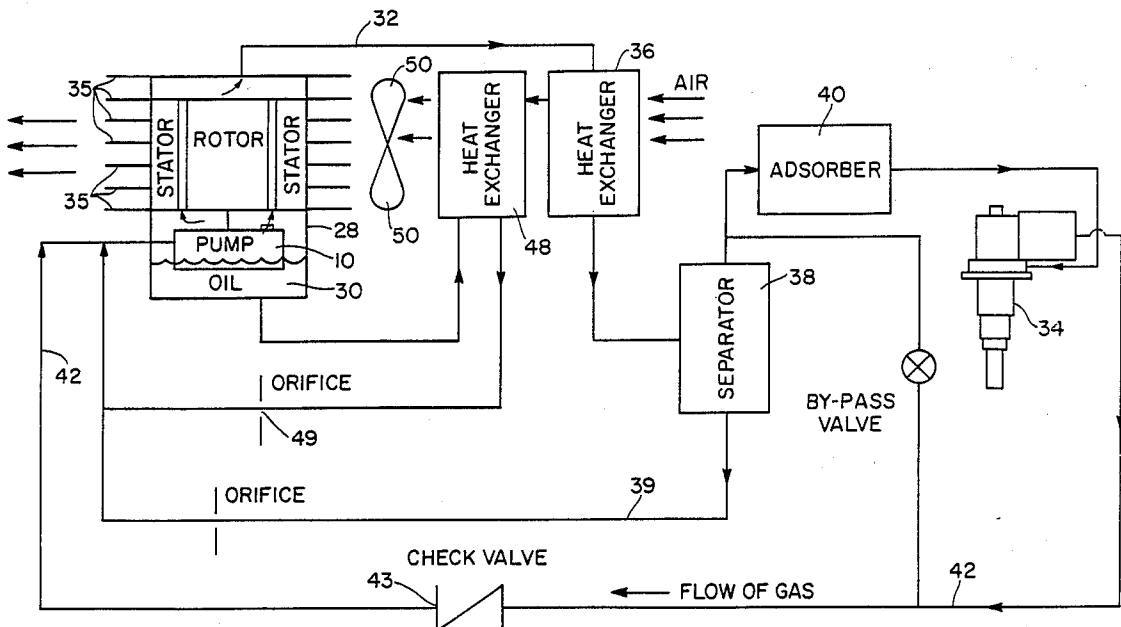 32
36
35
50
AIR
40
STATOR
ROTOR
STATOR
HEAT
EXCHANGER
HEAT
EXCHANGER
ADSORBER
35
28
50
48
PUMP
10
OIL
30
SEPARATOR
38
34
42
ORIFICE
49
BY-PASS
VALVE
ORIFICE
39
CHECK VALVE
43
FLOW OF GAS
42